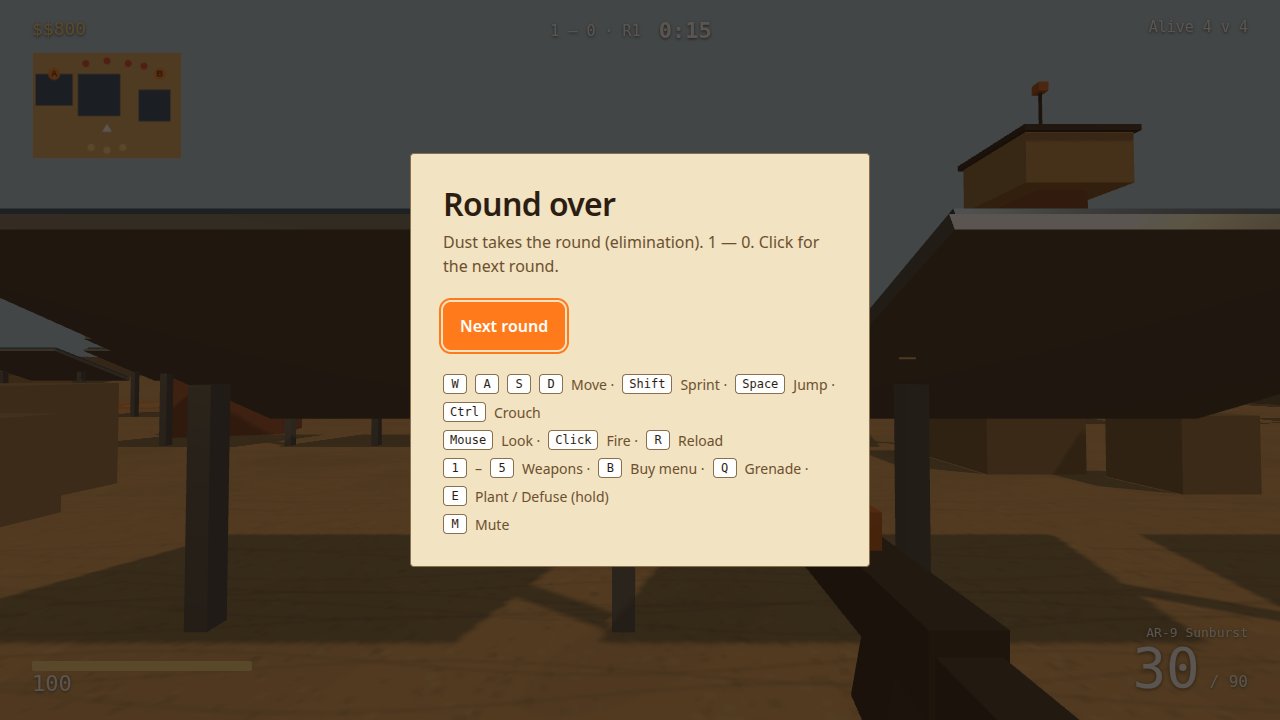 $$800
1 — 0 · R1 0:15
Alive 4 v 4
A
B
Round over
Dust takes the round (elimination). 1 — 0. Click for
the next round.
Next round
W A S D Move · Shift Sprint · Space Jump ·
Ctrl Crouch
Mouse Look · Click Fire · R Reload
1 – 5 Weapons · B Buy menu · Q Grenade ·
E Plant / Defuse (hold)
M Mute
100
AR-9 Sunburst
30 / 90